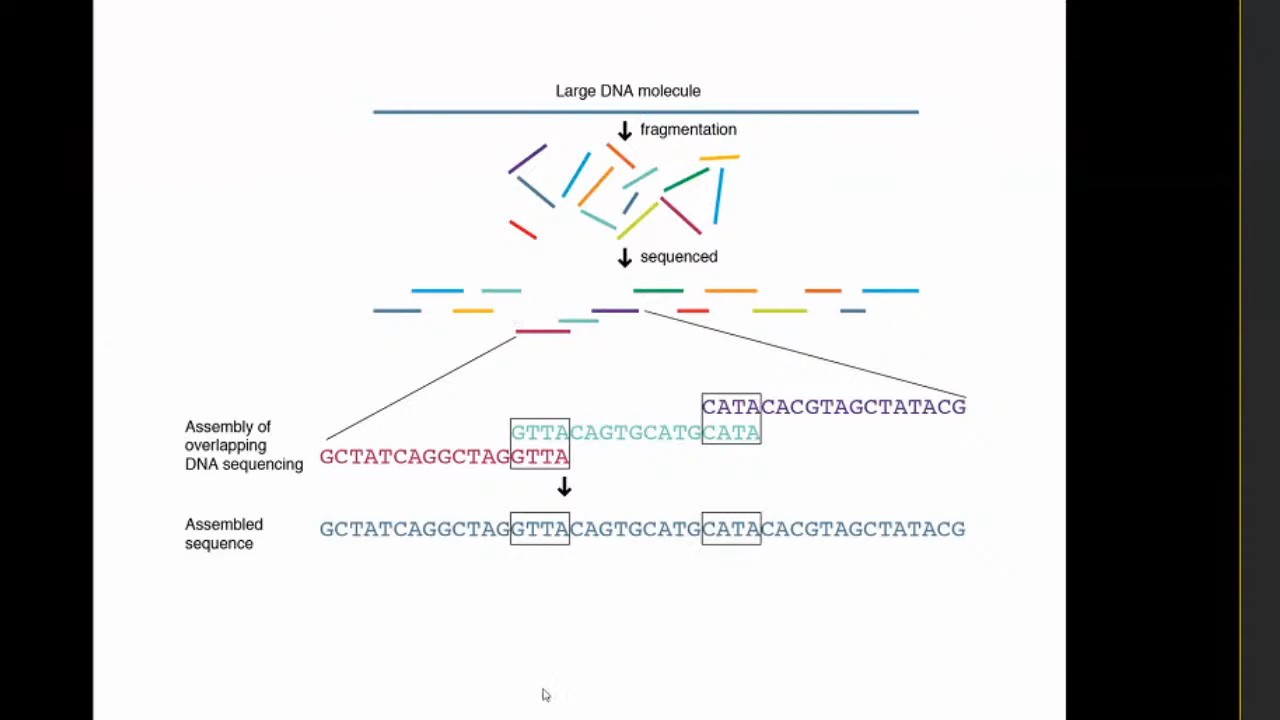 Large DNA molecule
fragmentation
sequenced
CATACACGTAGCTATACG
Assembly of
overlapping
DNA sequencing
GTTACAGTGCATGCATA
GCTATCAGGCTAGGTTA
Assembled
sequence
GCTATCAGGCTAGGTTACAGTGCATGCATACACGTAGCTATACG